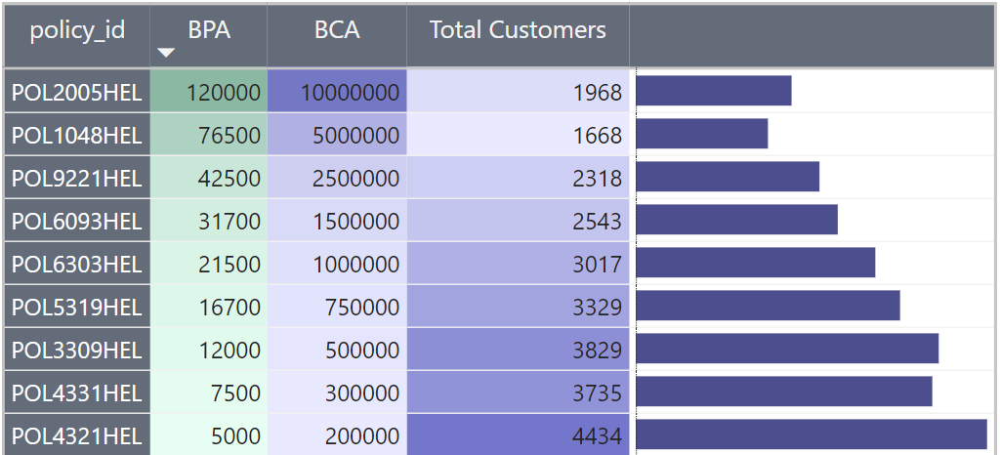 policy_id BPA BCA Total Customers
POL2005HEL 120000 10000000 1968
POL1048HEL 76500 5000000 1668
POL9221HEL 42500 2500000 2318
POL6093HEL 31700 1500000 2543
POL6303HEL 21500 1000000 3017
POL5319HEL 16700 750000 3329
POL3309HEL 12000 500000 3829
POL4331HEL 7500 300000 3735
POL4321HEL 5000 200000 4434